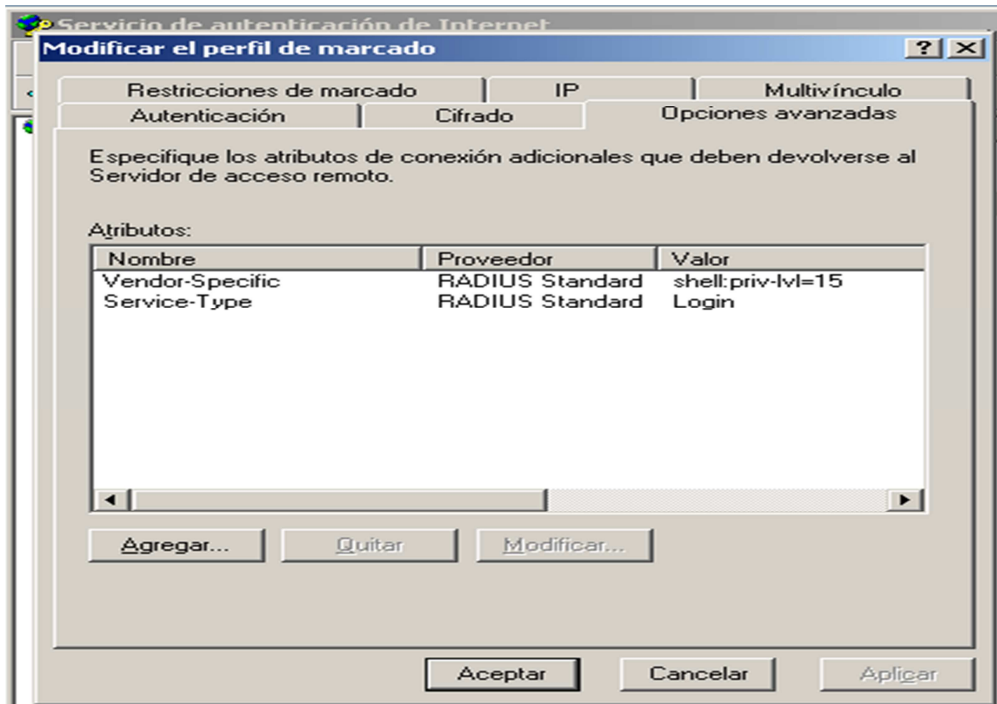 Servicio de autenticación de Internet
Modificar el perfil de marcado
Restricciones de marcado IP Multivínculo
Autenticación Cifrado Opciones avanzadas
Especifique los atributos de conexión adicionales que deben devolverse al
Servidor de acceso remoto.
Atributos:
Nombre Proveedor Valor
Vendor-Specific RADIUS Standard shell:priv-lvl=15
Service-Type RADIUS Standard Login
Agregar... Quitar Modificar...
Aceptar Cancelar Aplicar